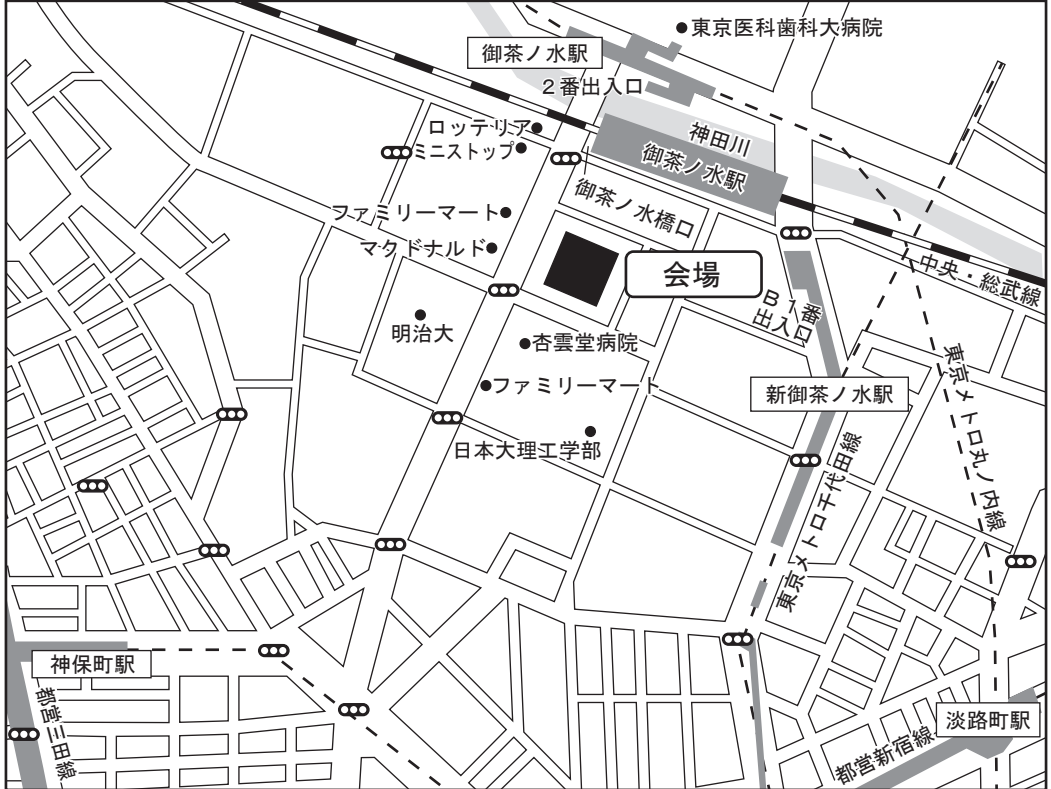 東京医科歯科大病院
御茶ノ水駅
2番出入口
ロッテリア
ミニストップ
神田川
御茶ノ水駅
ファミリーマート
御茶ノ水橋口
マクドナルド
会場
中央・総武線
B1番
出入口
明治大
杏雲堂病院
ファミリーマート
新御茶ノ水駅
東京メトロ丸ノ内線
日本大理工学部
東京メトロ千代田線
神保町駅
都営三田線
淡路町駅
都営新宿線